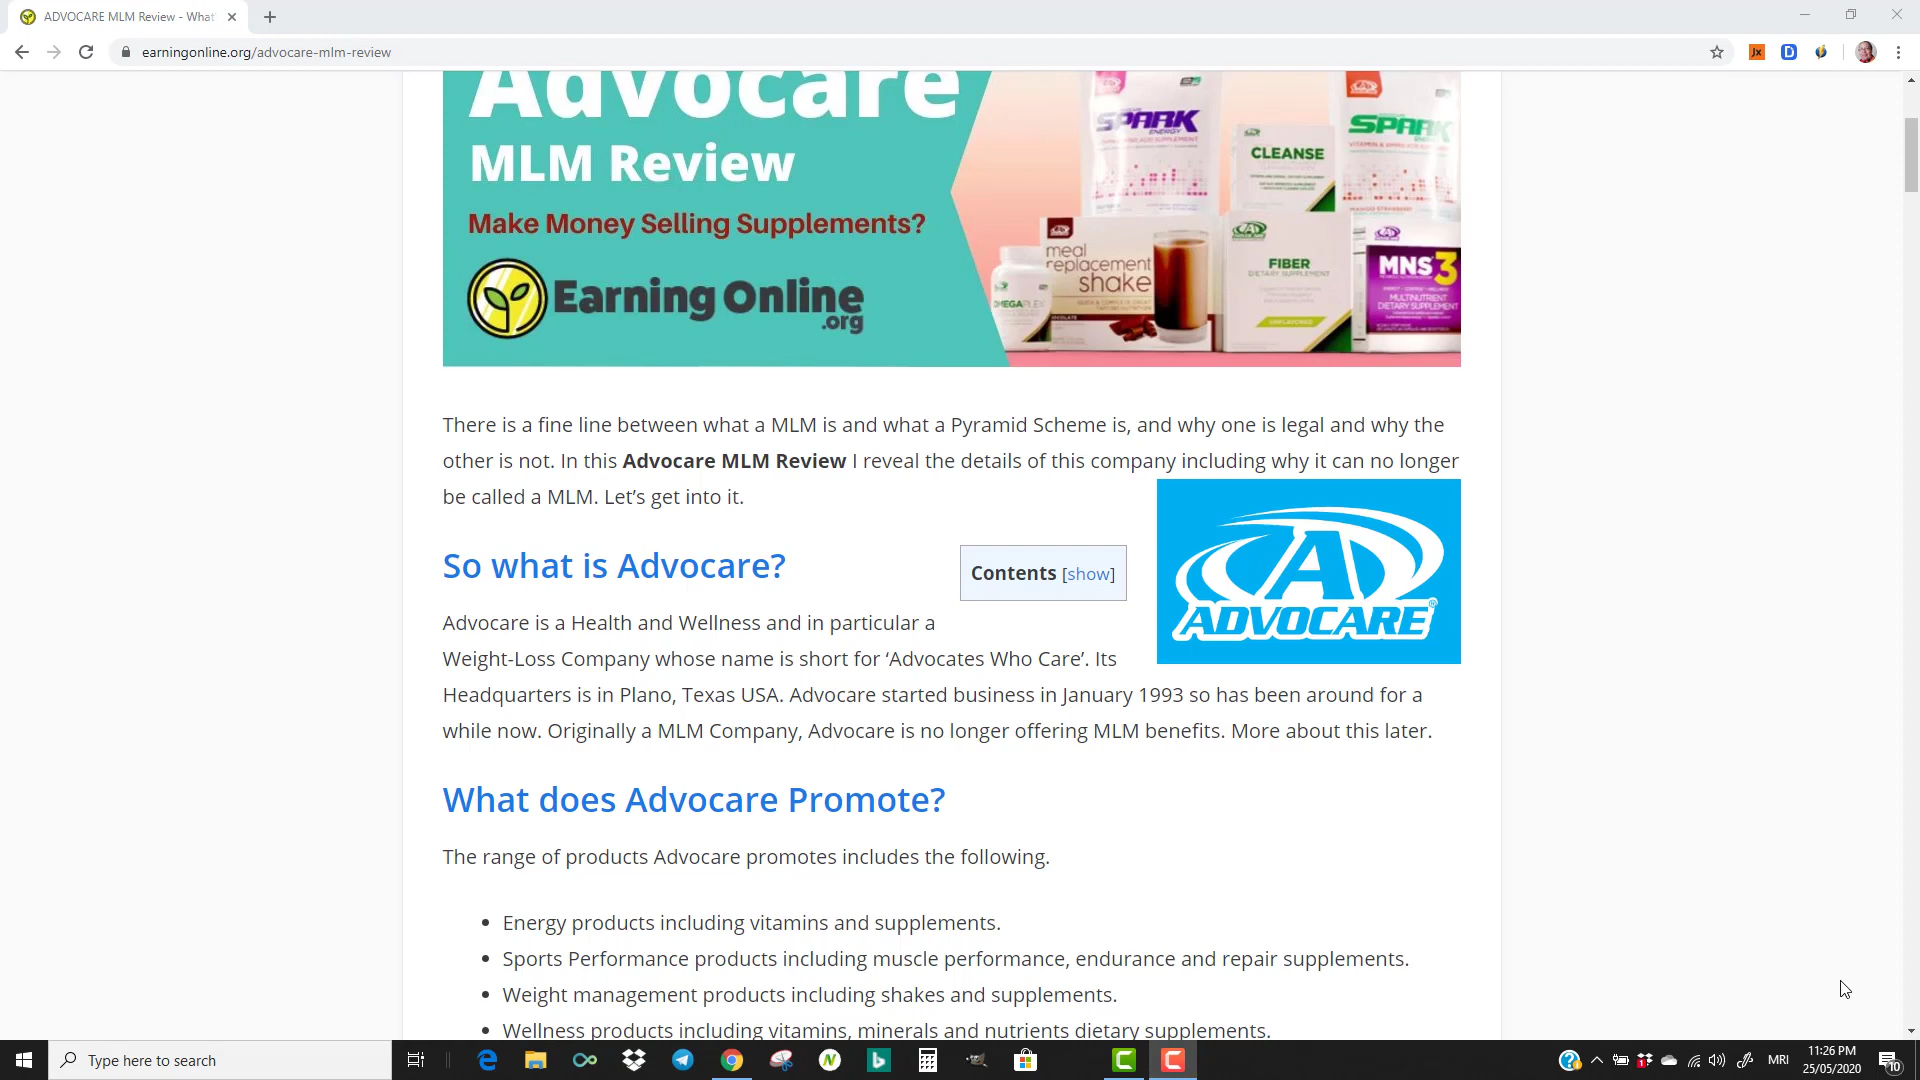 ADVOCARE MLM Review - What'
earningonline.org/advocare-mlm-review
Jx
D
Advocare
MLM Review
Make Money Selling Supplements?
Earning Online
.org
SPARK
ENERGY
CLEANSE
SPARK
meal
replacement
shake
OMEGAPLEX
FIBER
DIETARY SUPPLEMENT
UNFLAVORED
MNS3
MULTINUTRIENT
DIETARY SUPPLEMENT
There is a fine line between what a MLM is and what a Pyramid Scheme is, and why one is legal and why the
other is not. In this Advocare MLM Review I reveal the details of this company including why it can no longer
be called a MLM. Let’s get into it.
ADVOCARE®
So what is Advocare?
Contents [show]
Advocare is a Health and Wellness and in particular a
Weight-Loss Company whose name is short for ‘Advocates Who Care’. Its
Headquarters is in Plano, Texas USA. Advocare started business in January 1993 so has been around for a
while now. Originally a MLM Company, Advocare is no longer offering MLM benefits. More about this later.
What does Advocare Promote?
The range of products Advocare promotes includes the following.
Energy products including vitamins and supplements.
Sports Performance products including muscle performance, endurance and repair supplements.
Weight management products including shakes and supplements.
Wellness products including vitamins, minerals and nutrients dietary supplements.
Type here to search
MRI
11:26 PM
25/05/2020
10